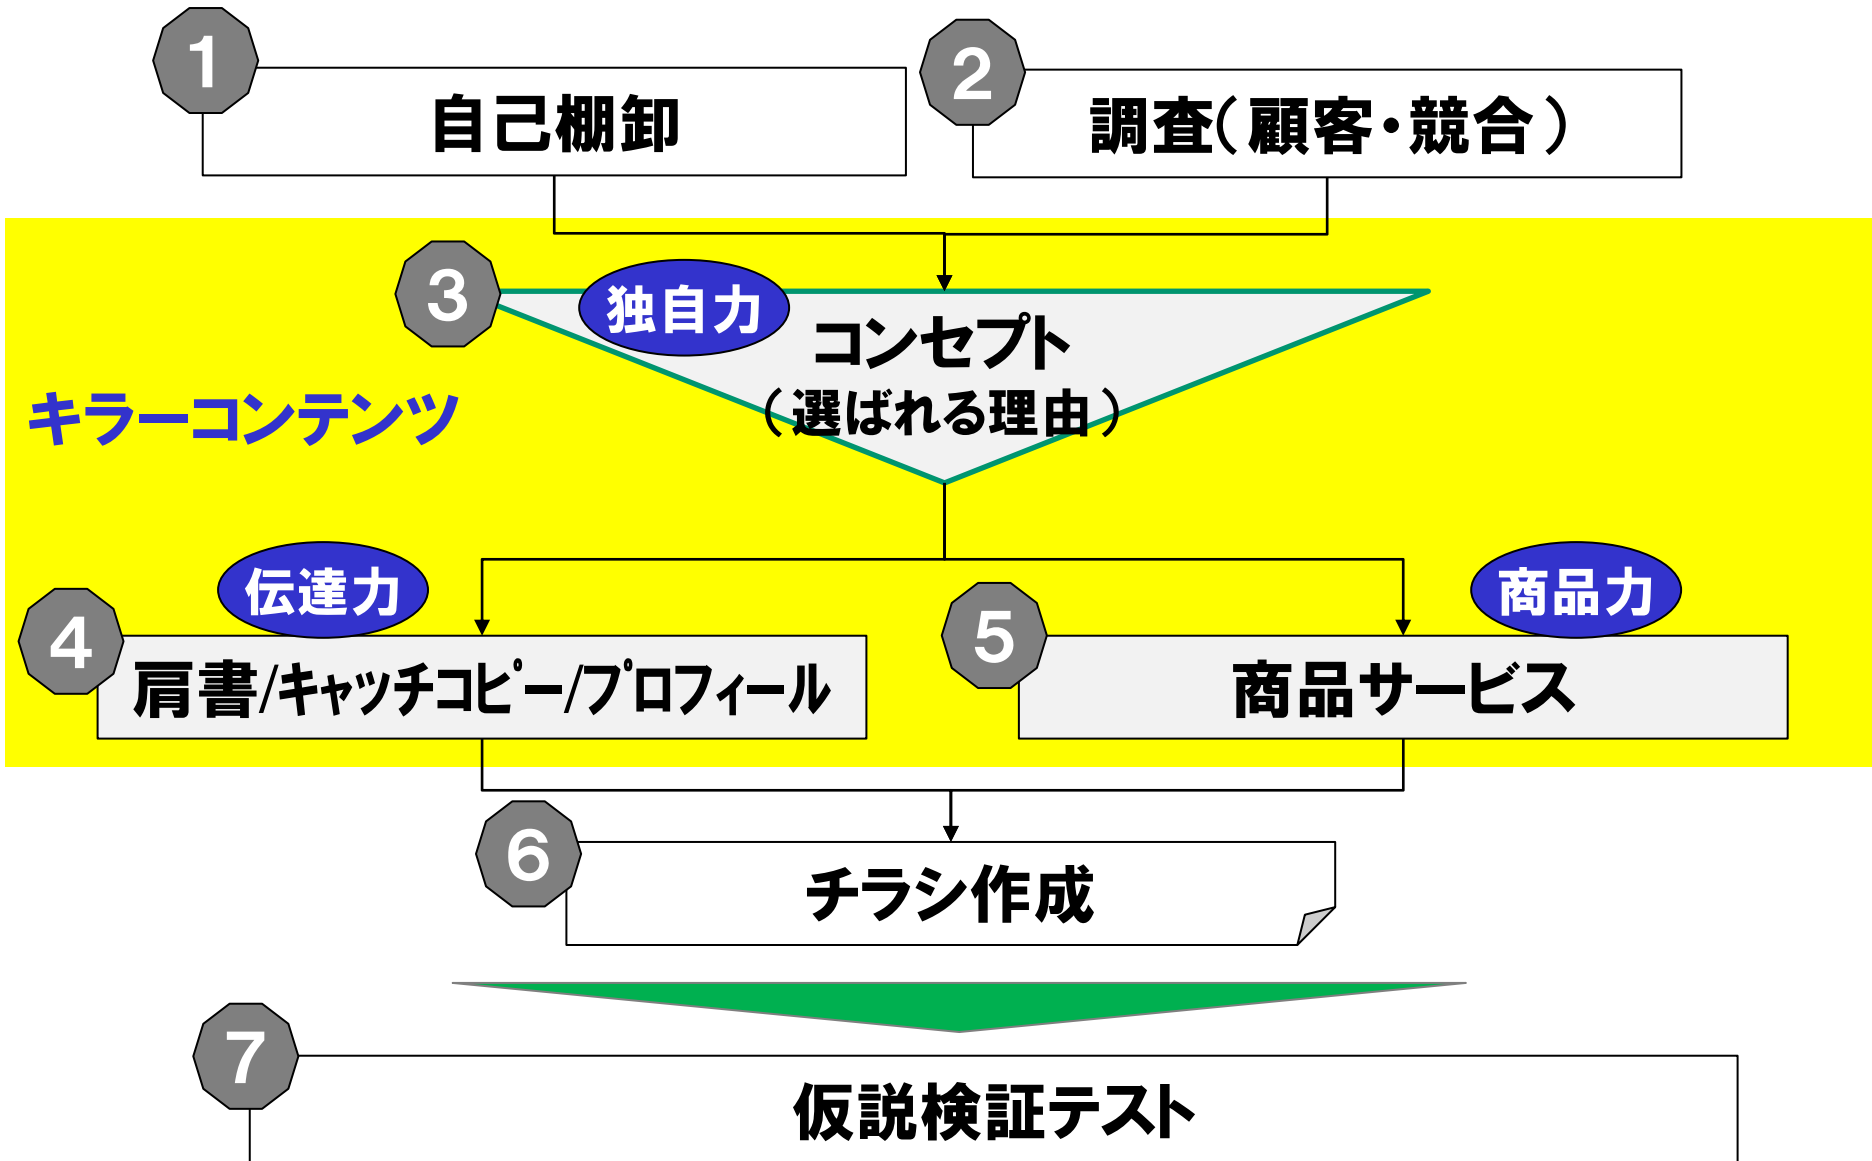 1
自己棚卸
2
調査(顧客・競合)
3
独自力
コンセプト
(選ばれる理由)
キラーコンテンツ
4
伝達力
肩書/キャッチコピー/プロフィール
5
商品力
商品サービス
6
チラシ作成
7
仮説検証テスト